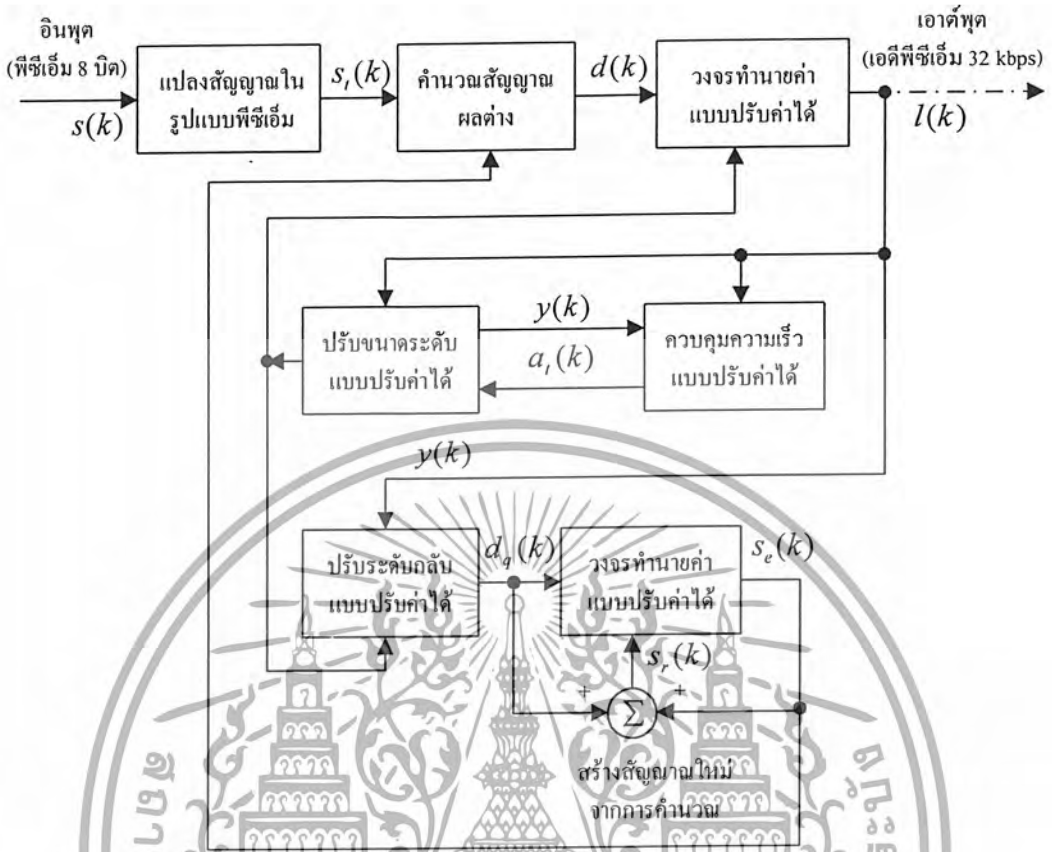 อินพุต
(พีซีเอ็ม 8 บิต)
s(k)
แปลงสัญญาณใน
รูปแบบพีซีเอ็ม
s_l(k)
คำนวณสัญญาณ
ผลต่าง
d(k)
วงจรทำนายค่า
แบบปรับค่าได้
เอาต์พุต
(เอดีพีซีเอ็ม 32 kbps)
l(k)
ปรับขนาดระดับ
แบบปรับค่าได้
y(k)
a_l(k)
ควบคุมความเร็ว
แบบปรับค่าได้
y(k)
ปรับระดับกลับ
แบบปรับค่าได้
d_q(k)
วงจรทำนายค่า
แบบปรับค่าได้
s_e(k)
s_r(k)
+
+
Σ
สร้างสัญญาณใหม่
จากการคำนวณ